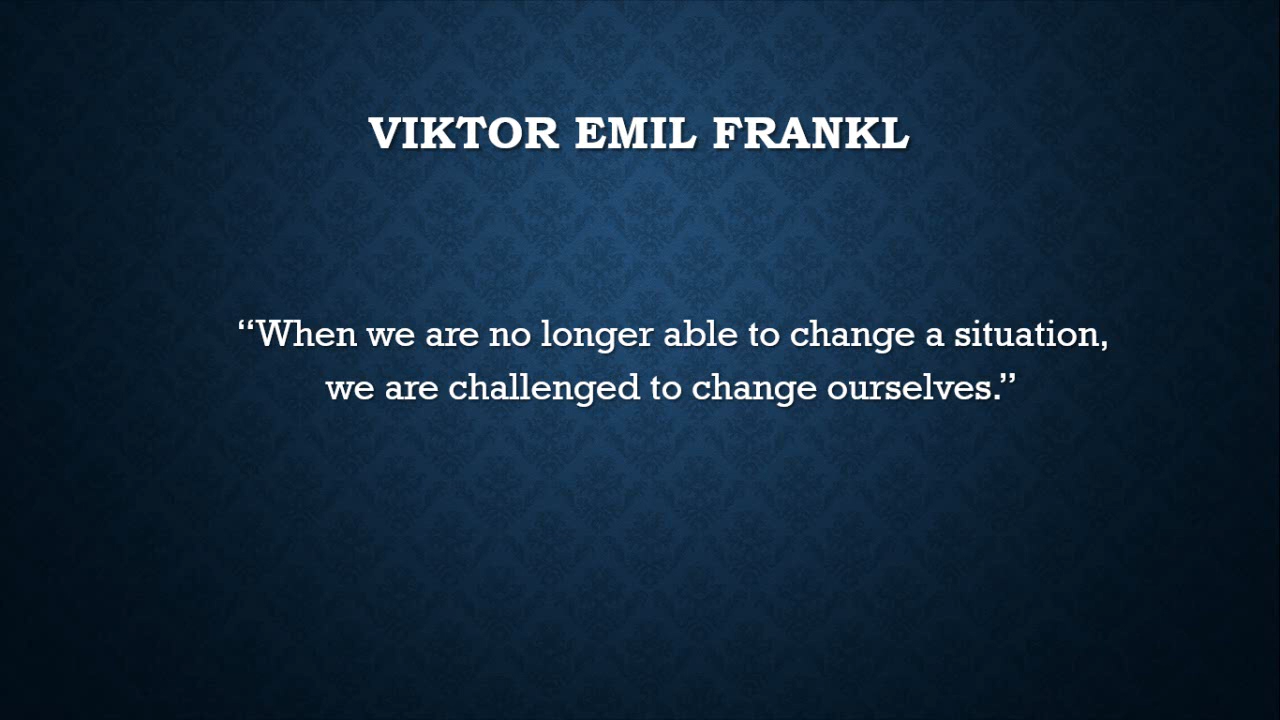 VIKTOR EMIL FRANKL
“When we are no longer able to change a situation,
we are challenged to change ourselves.”